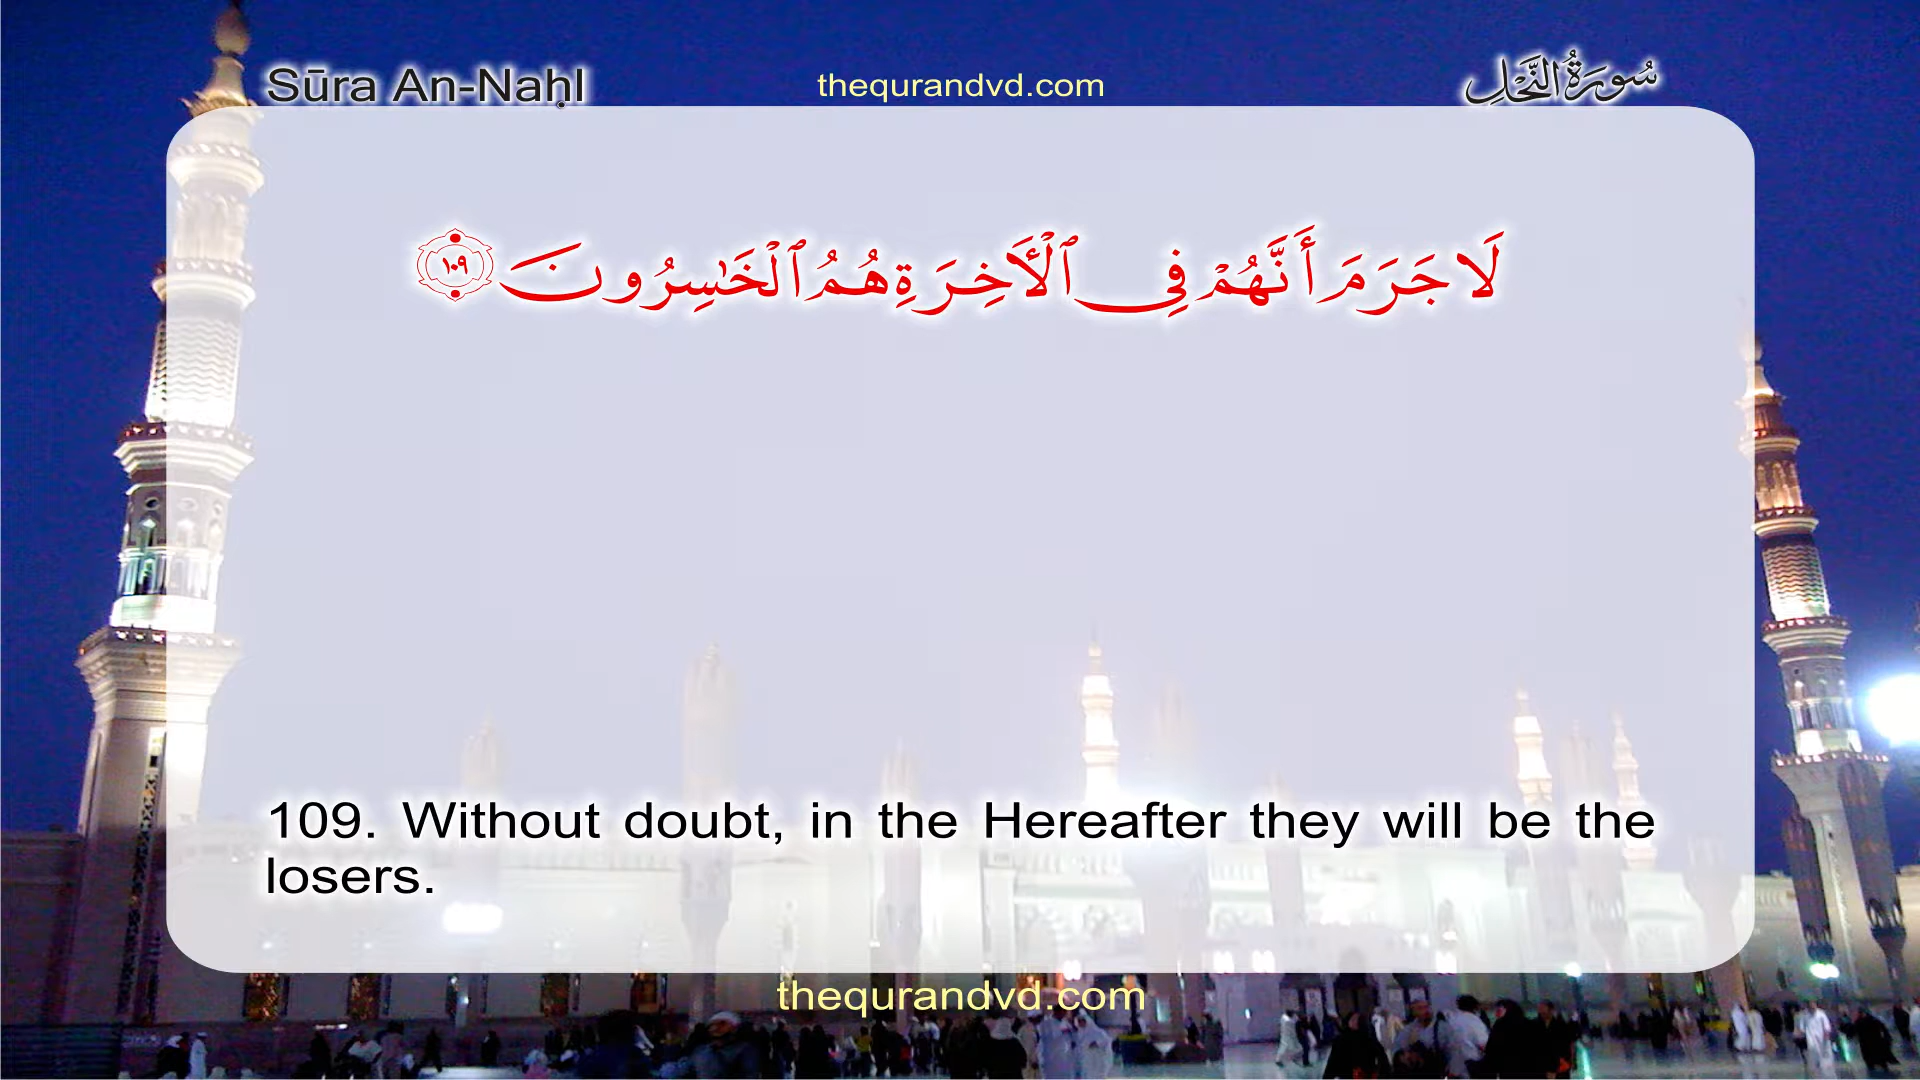 Sūra An-Naḥl
thequrandvd.com
سُورَةُ النَّحْلِ
لَا جَرَمَ أَنَّهُمْ فِى ٱلْأَخِرَةِ هُمُ ٱلْخَـٰسِرُونَ ١٠٩
109. Without doubt, in the Hereafter they will be the
losers.
thequrandvd.com